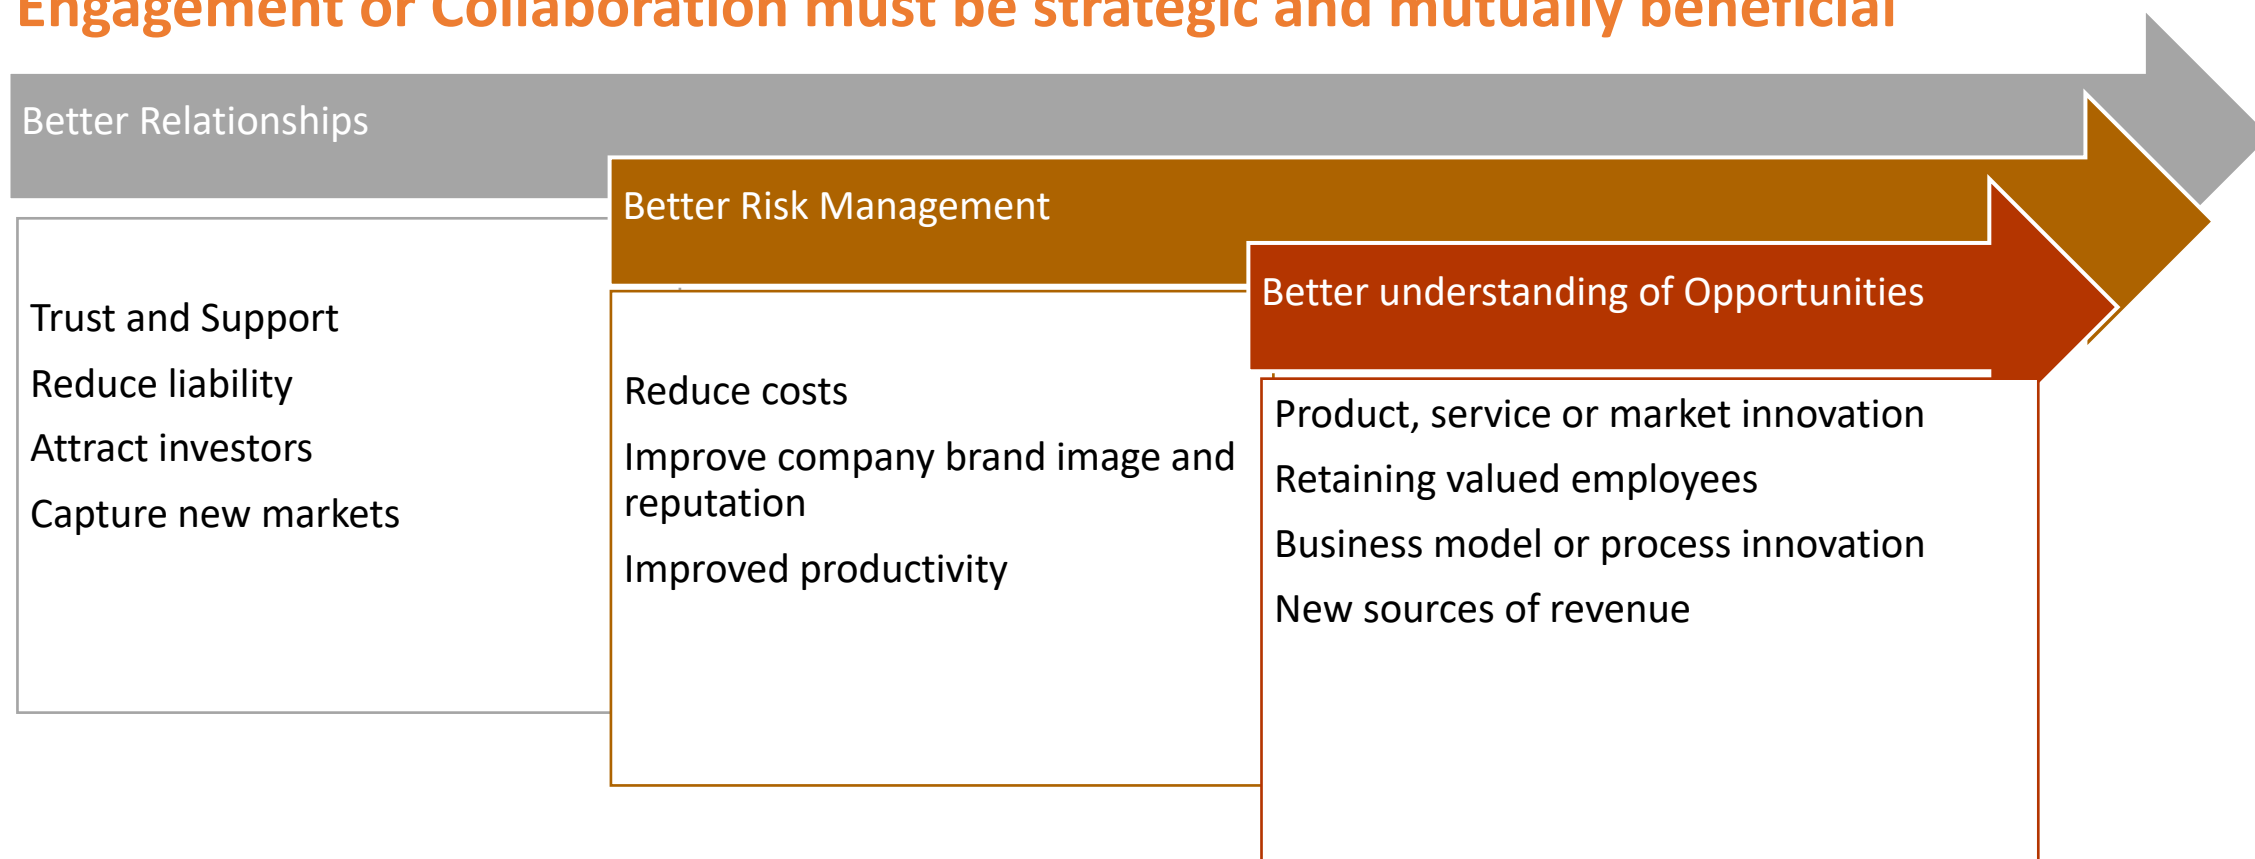 Engagement or Collaboration must be strategic and mutually beneficial
Better Relationships
Trust and Support
Reduce liability
Attract investors
Capture new markets
Better Risk Management
Reduce costs
Improve company brand image and
reputation
Improved productivity
Better understanding of Opportunities
Product, service or market innovation
Retaining valued employees
Business model or process innovation
New sources of revenue